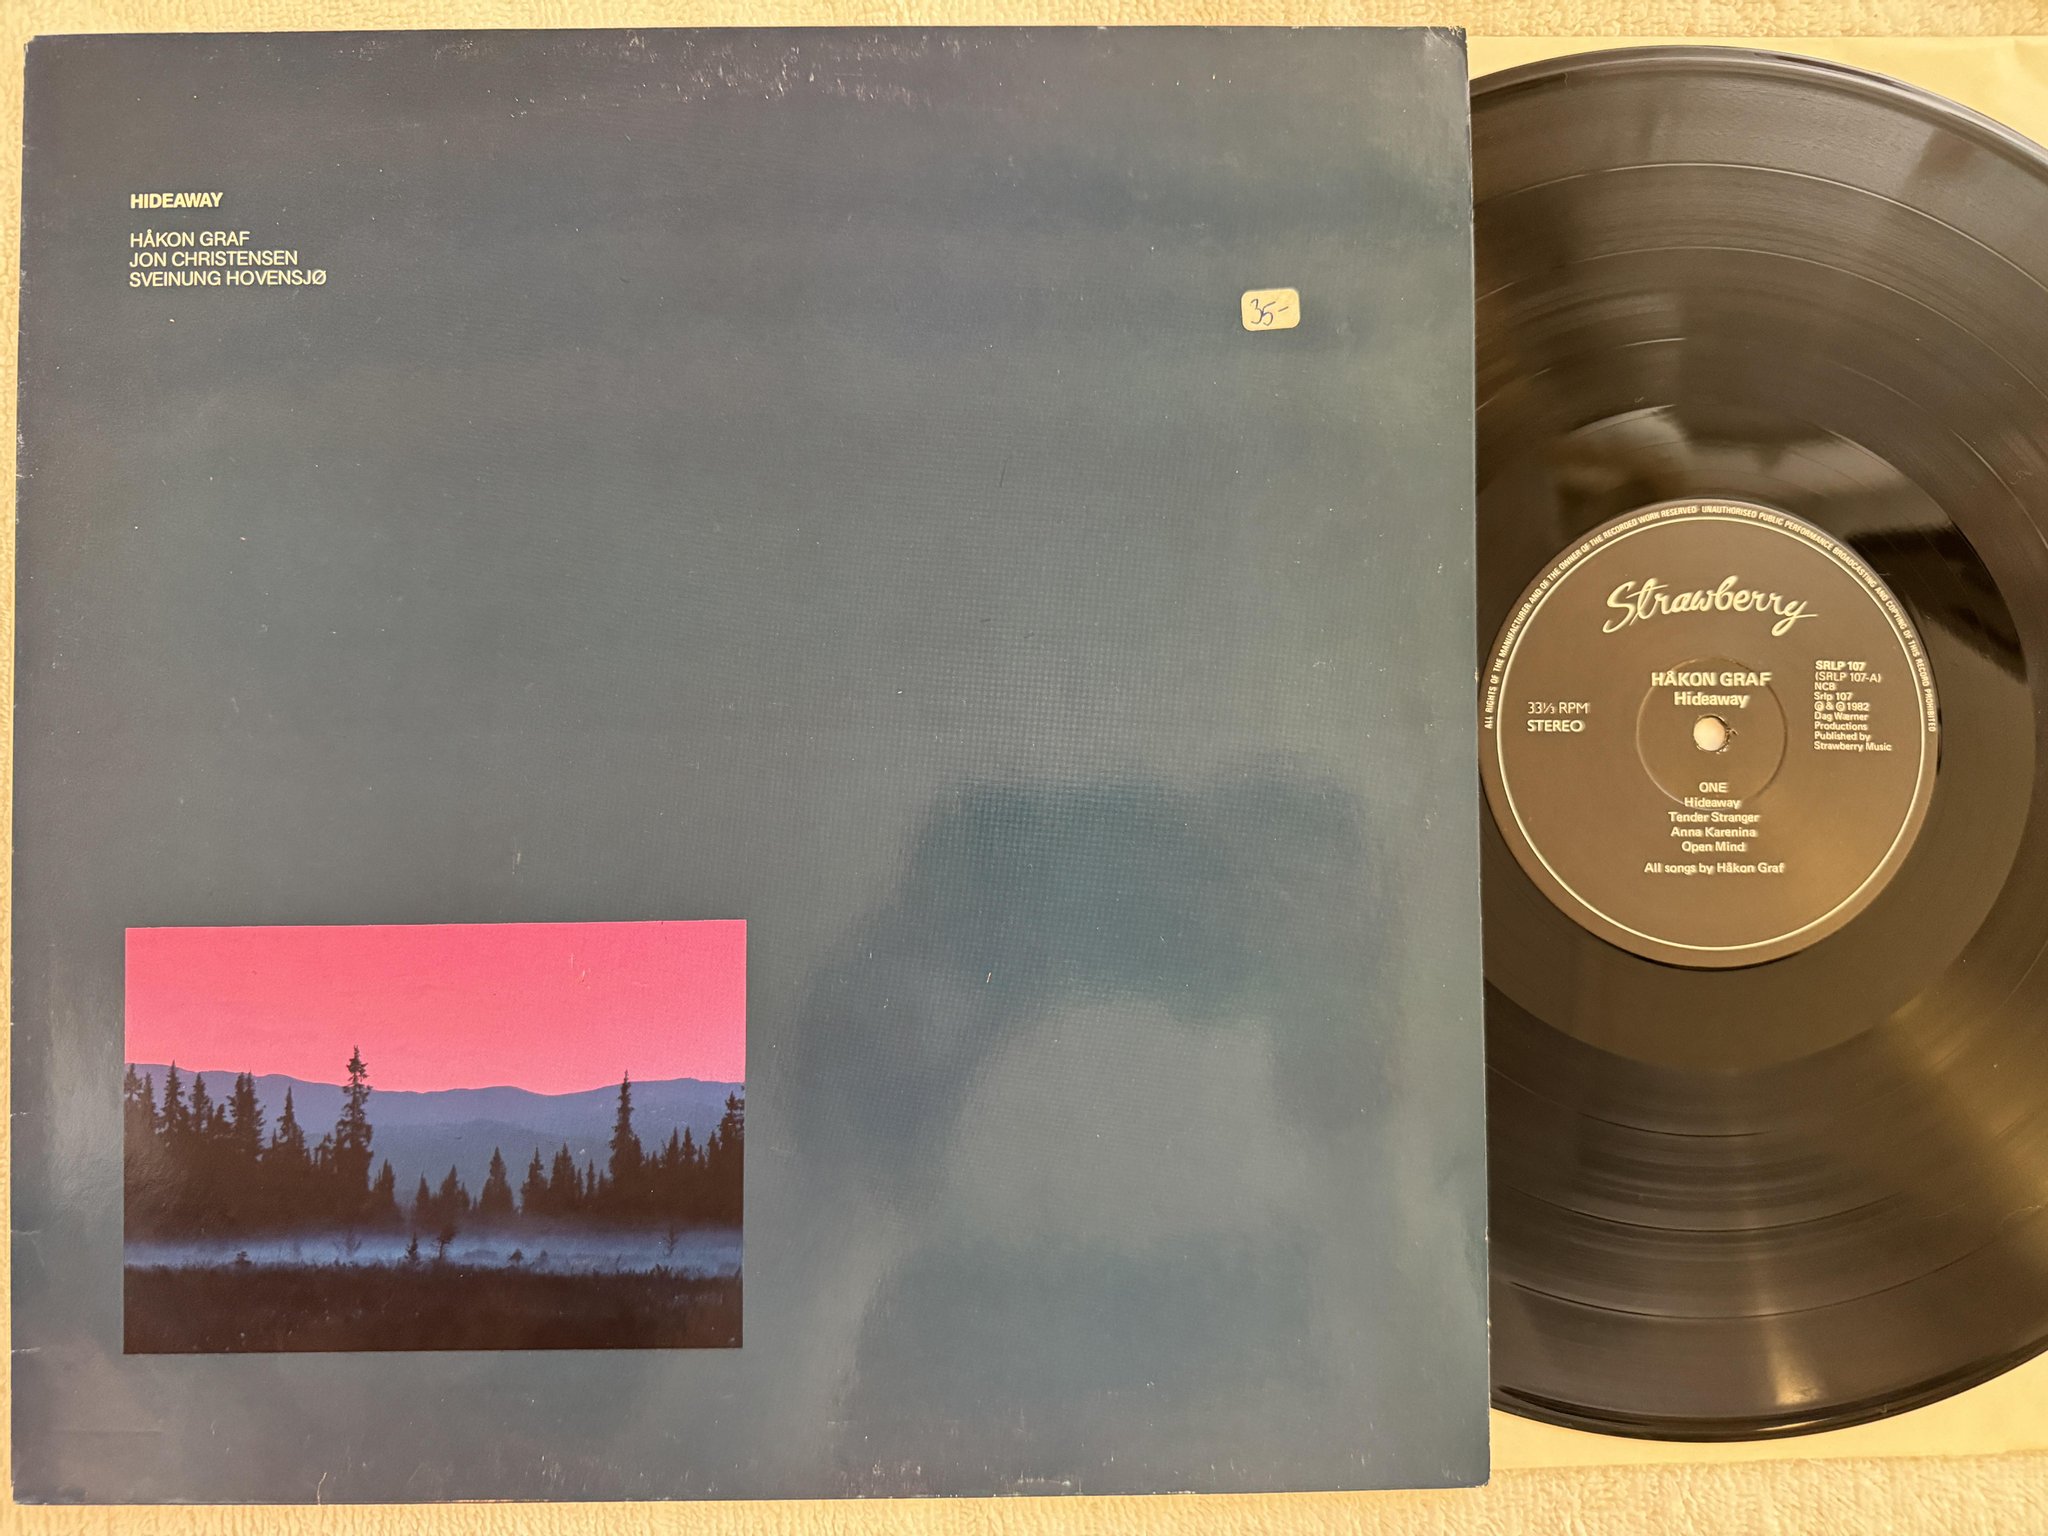 HIDEAWAY
HÅKON GRAF
JON CHRISTENSEN
SVEINUNG HOVENSJØ
35-
ALL RIGHTS OF THE MANUFACTURER AND OF THE OWNER OF THE RECORDED WORK RESERVED · UNAUTHORISED PUBLIC PERFORMANCE BROADCASTING AND COPYING OF THIS RECORD PROHIBITED
Strawberry
HÅKON GRAF
Hideaway
33⅓ RPM
STEREO
SRLP 107
(SRLP 107-A)
NCB
Srlp 107
℗ & © 1982
Dag Wærner
Productions
Published by
Strawberry Music
ONE
Hideaway
Tender Stranger
Anna Karenina
Open Mind
All songs by Håkon Graf